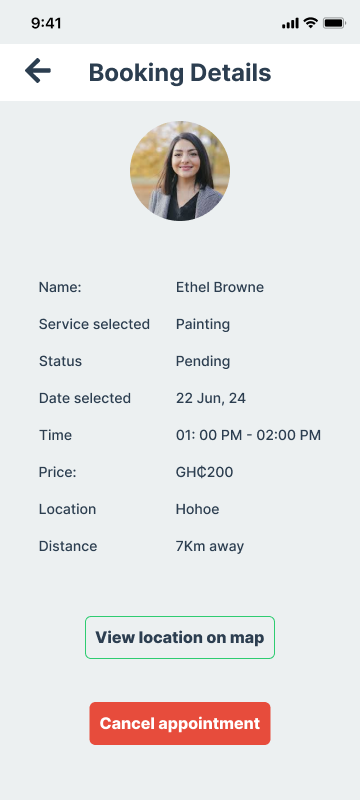 9:41
Booking Details
Name: Ethel Browne
Service selected Painting
Status Pending
Date selected 22 Jun, 24
Time 01: 00 PM - 02:00 PM
Price: GH₵200
Location Hohoe
Distance 7Km away
View location on map
Cancel appointment